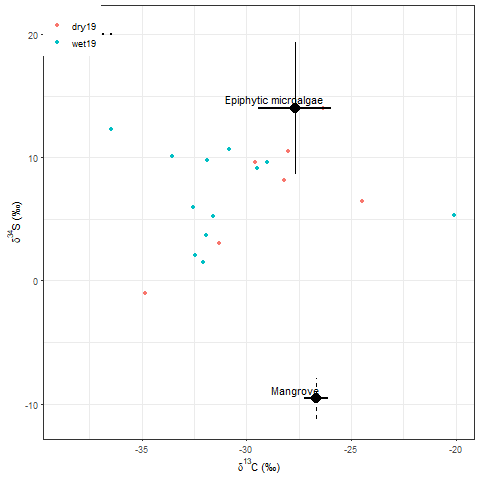 dry19
wet19
20
10
0
-10
δ34S (‰)
Epiphytic microalgae
Mangrove
-35
-30
-25
-20
δ13C (‰)